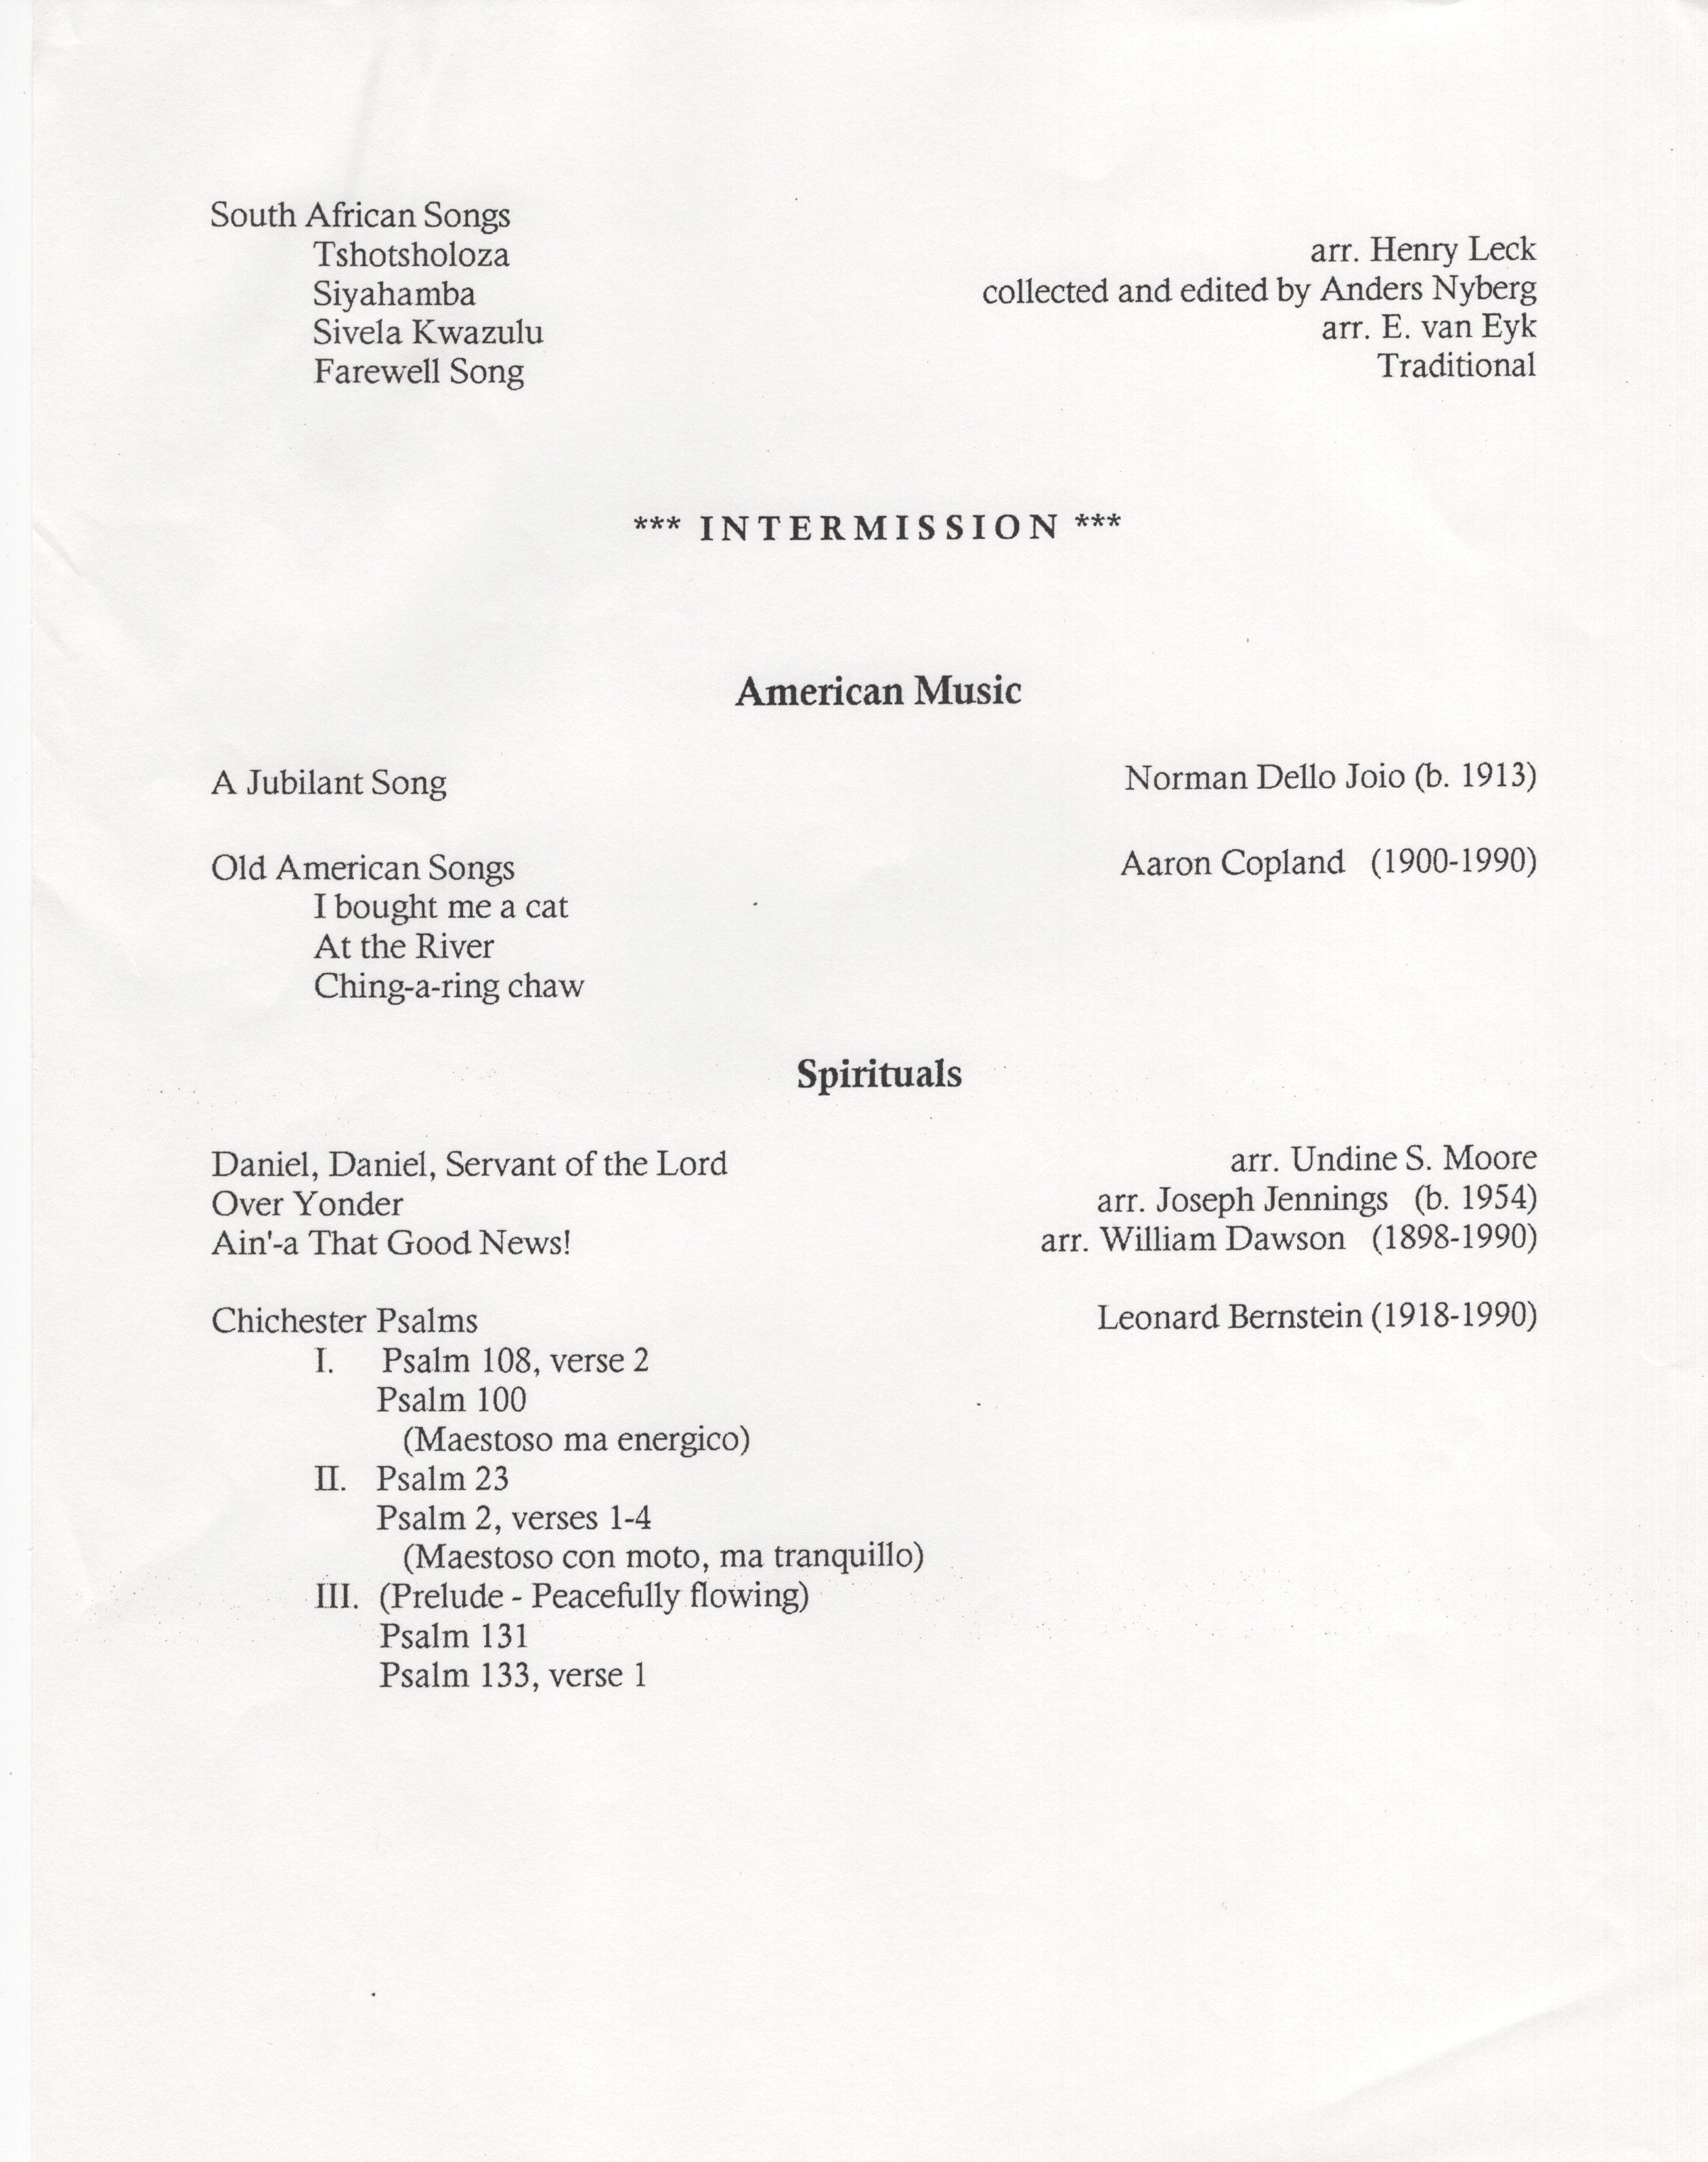 South African Songs
Tshotsholoza arr. Henry Leck
Siyahamba collected and edited by Anders Nyberg
Sivela Kwazulu arr. E. van Eyk
Farewell Song Traditional
*** INTERMISSION ***
American Music
A Jubilant Song Norman Dello Joio (b. 1913)
Old American Songs Aaron Copland (1900-1990)
I bought me a cat
At the River
Ching-a-ring chaw
Spirituals
Daniel, Daniel, Servant of the Lord arr. Undine S. Moore
Over Yonder arr. Joseph Jennings (b. 1954)
Ain'-a That Good News! arr. William Dawson (1898-1990)
Chichester Psalms Leonard Bernstein (1918-1990)
I. Psalm 108, verse 2
Psalm 100
(Maestoso ma energico)
II. Psalm 23
Psalm 2, verses 1-4
(Maestoso con moto, ma tranquillo)
III. (Prelude - Peacefully flowing)
Psalm 131
Psalm 133, verse 1